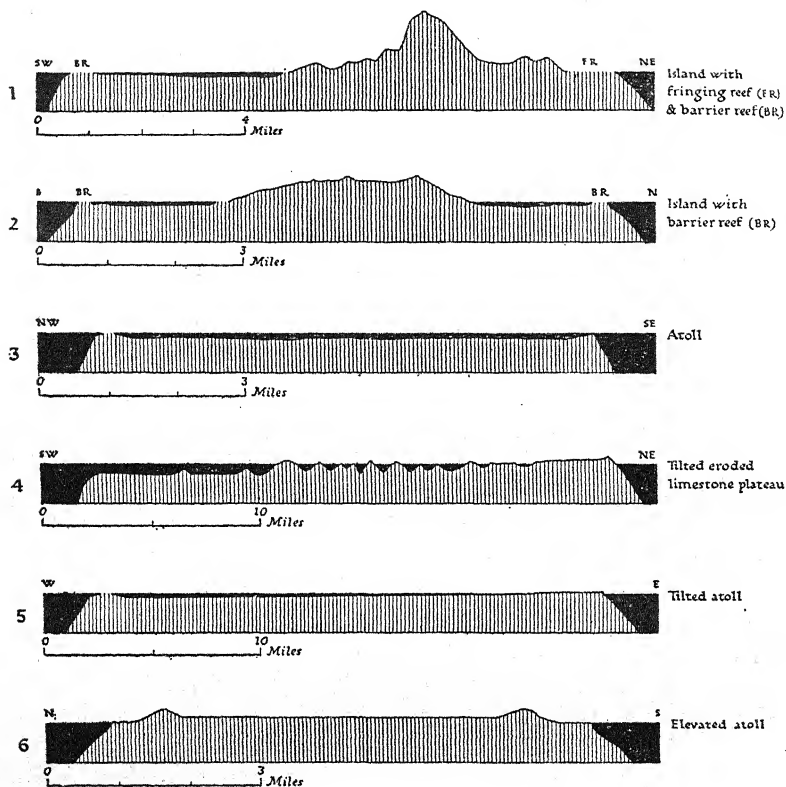 SW BR FR NE
1
Island with
fringing reef (FR)
& barrier reef (BR)
0 4 Miles
BR BR N
2
Island with
barrier reef (BR)
0 3 Miles
NW SE
3
Atoll
0 3 Miles
SW NE
4
Tilted eroded
limestone plateau
0 10 Miles
W E
5
Tilted atoll
0 10 Miles
N S
6
Elevated atoll
0 3 Miles